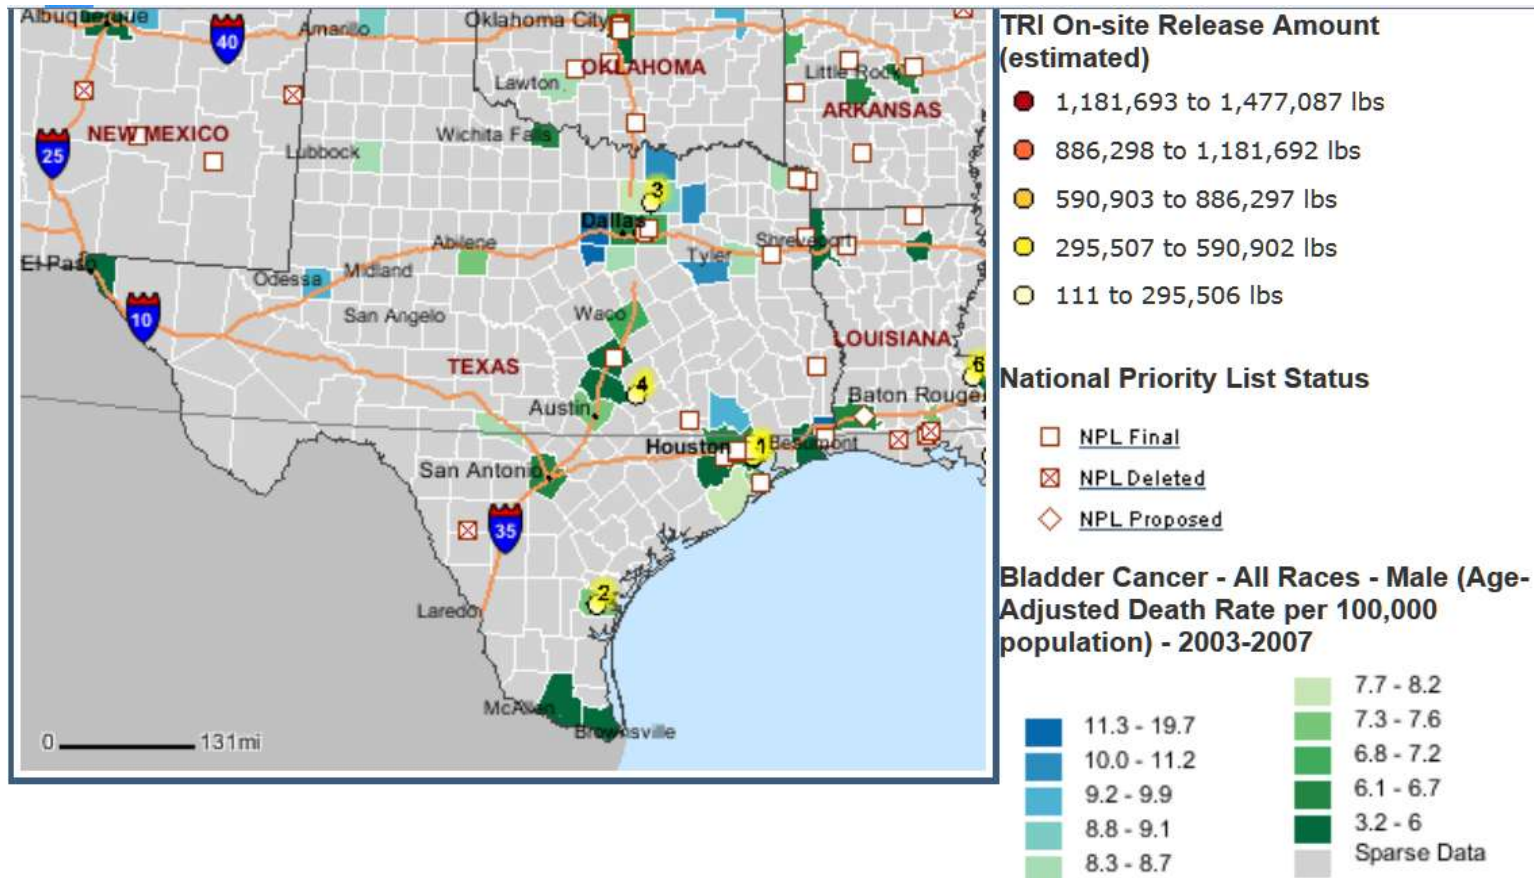 Albuquerque
40
Amarillo
Oklahoma City
OKLAHOMA
Lawton
Little Rock
ARKANSAS
NEW MEXICO
25
Wichita Falls
Lubbock
3
Dallas
Abilene
Tyler
Shreveport
El Paso
Odessa
Midland
10
San Angelo
Waco
LOUISIANA
TEXAS
6
4
Baton Rouge
Austin
Houston
1
Beaumont
San Antonio
35
2
Laredo
McAllen
Brownsville
0
131mi
TRI On-site Release Amount
(estimated)
1,181,693 to 1,477,087 lbs
886,298 to 1,181,692 lbs
590,903 to 886,297 lbs
295,507 to 590,902 lbs
111 to 295,506 lbs
National Priority List Status
NPL Final
NPL Deleted
NPL Proposed
Bladder Cancer - All Races - Male (Age-
Adjusted Death Rate per 100,000
population) - 2003-2007
11.3 - 19.7
10.0 - 11.2
9.2 - 9.9
8.8 - 9.1
8.3 - 8.7
7.7 - 8.2
7.3 - 7.6
6.8 - 7.2
6.1 - 6.7
3.2 - 6
Sparse Data